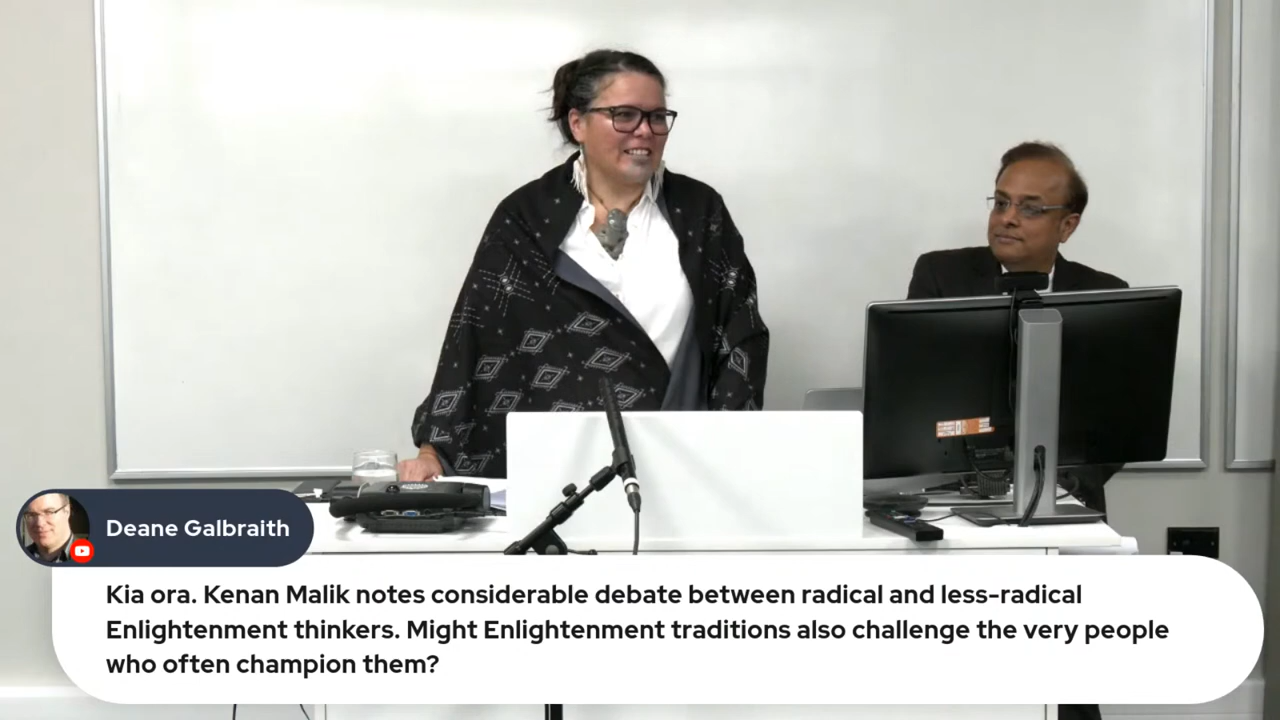 Deane Galbraith
Kia ora. Kenan Malik notes considerable debate between radical and less-radical
Enlightenment thinkers. Might Enlightenment traditions also challenge the very people
who often champion them?